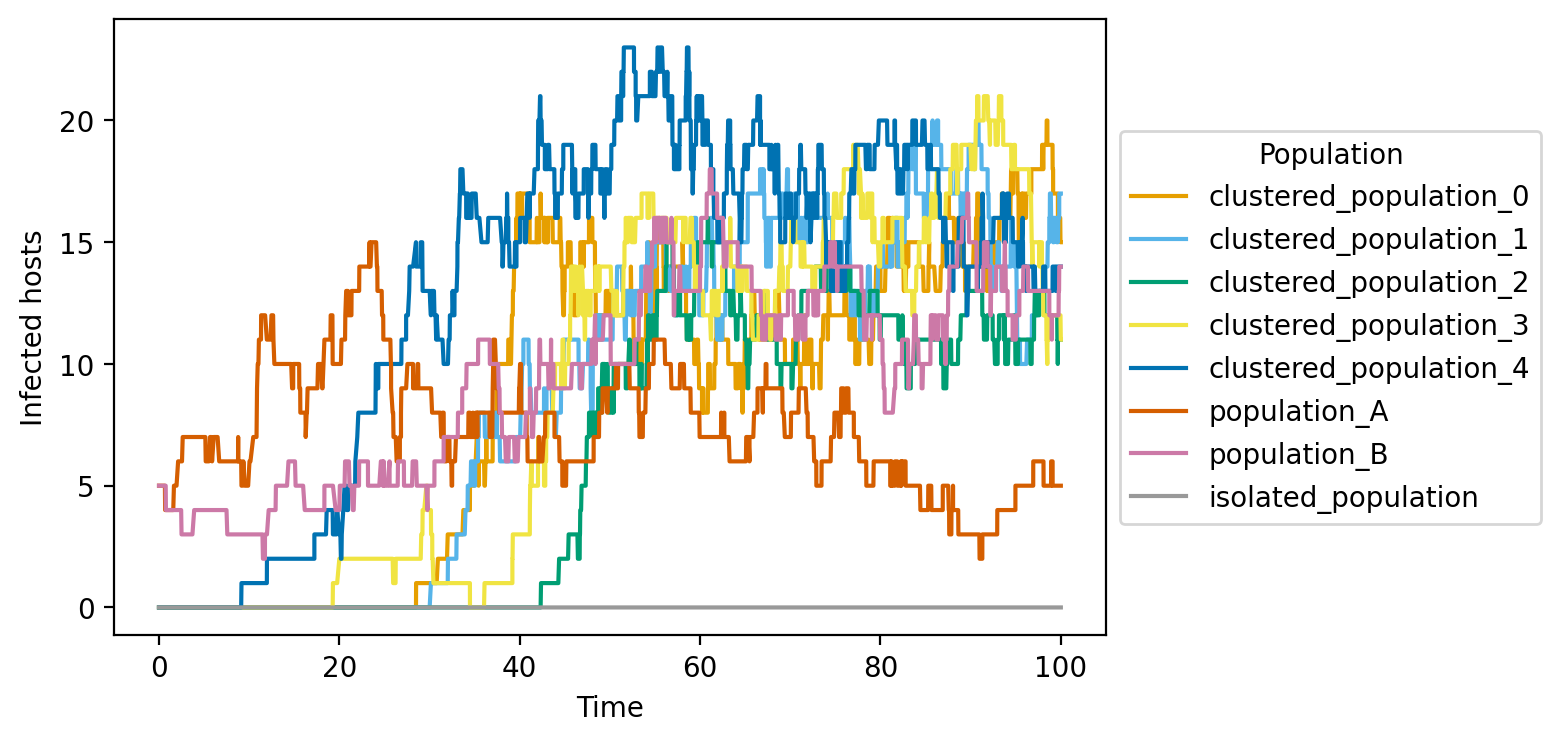 20
15
10
5
0
Infected hosts
0 20 40 60 80 100
Time
Population
clustered_population_0
clustered_population_1
clustered_population_2
clustered_population_3
clustered_population_4
population_A
population_B
isolated_population